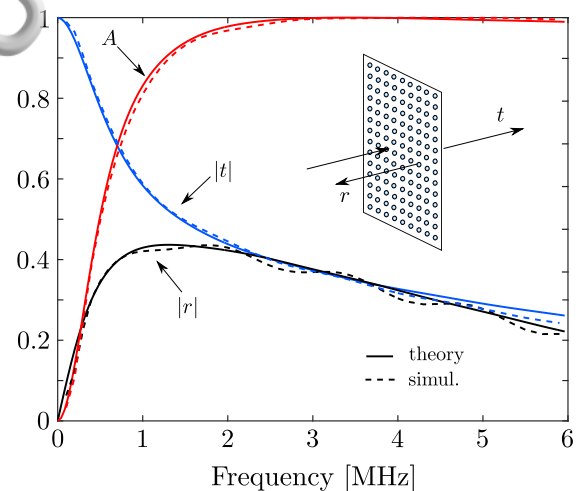 1
0.8
0.6
0.4
0.2
0
A
|t|
|r|
t
r
theory
simul.
0 1 2 3 4 5 6
Frequency [MHz]